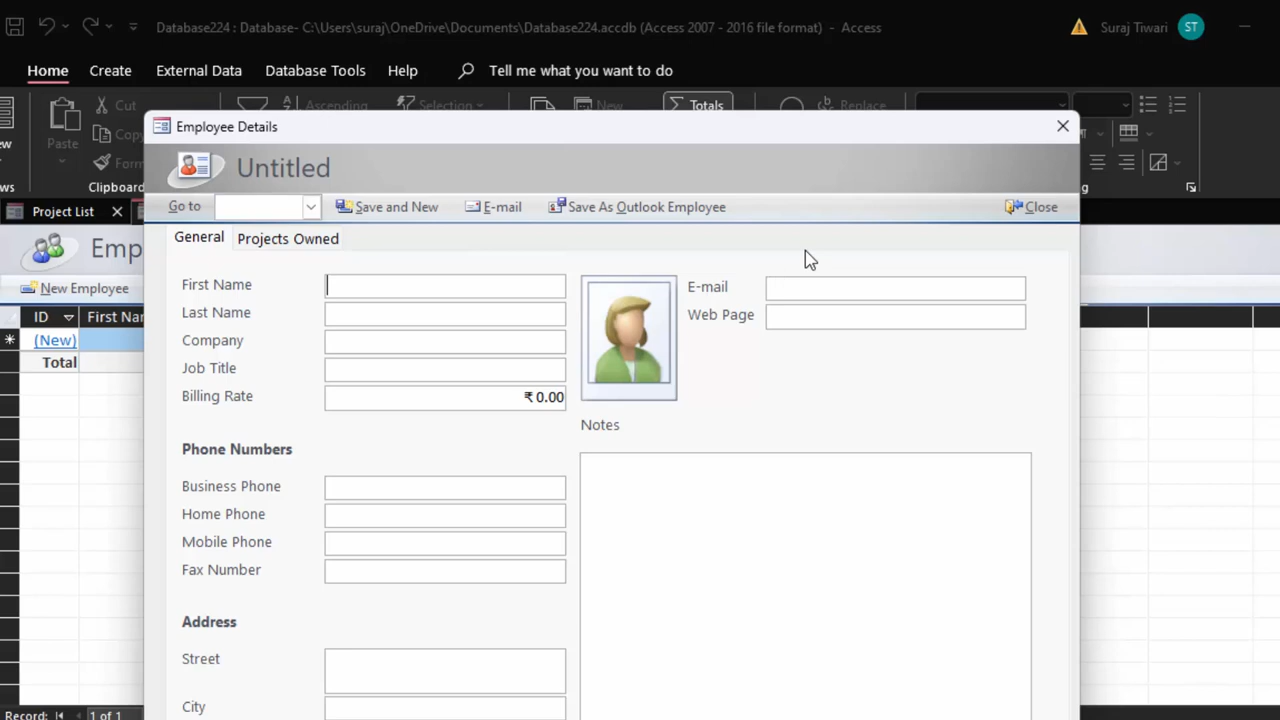 Database224 : Database- C:\Users\suraj\OneDrive\Documents\Database224.accdb (Access 2007 - 2016 file format) - Access
Suraj Tiwari
ST
Home Create External Data Database Tools Help Tell me what you want to do
Cut Ascending Selection New Totals Replace
Paste Copy
Clipboard
Employee Details
Untitled
Project List
Go to Save and New E-mail Save As Outlook Employee Close
General Projects Owned
New Employee
ID First Nar
(New)
Total
First Name
Last Name
Company
Job Title
Billing Rate ₹ 0.00
E-mail
Web Page
Notes
Phone Numbers
Business Phone
Home Phone
Mobile Phone
Fax Number
Address
Street
City
Record: 1 of 1